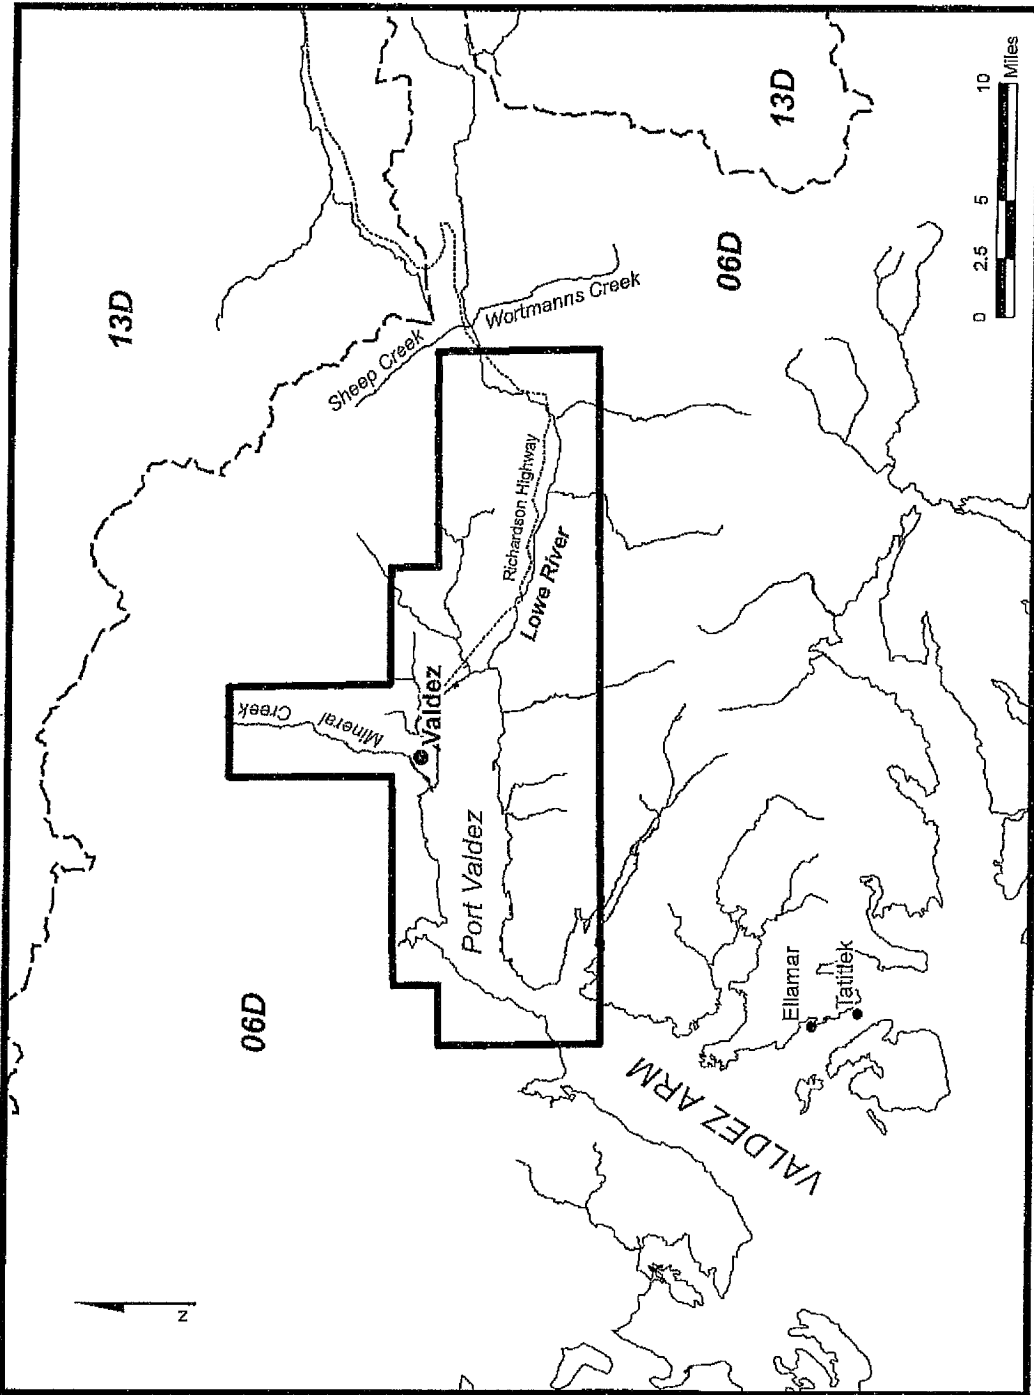 13D
13D
06D
06D
Sheep Creek
Wortmanns Creek
Richardson Highway
Lowe River
Mineral
Creek
Valdez
Port Valdez
VALDEZ ARM
Ellamar
Tatitlek
0 2.5 5 10
Miles
N